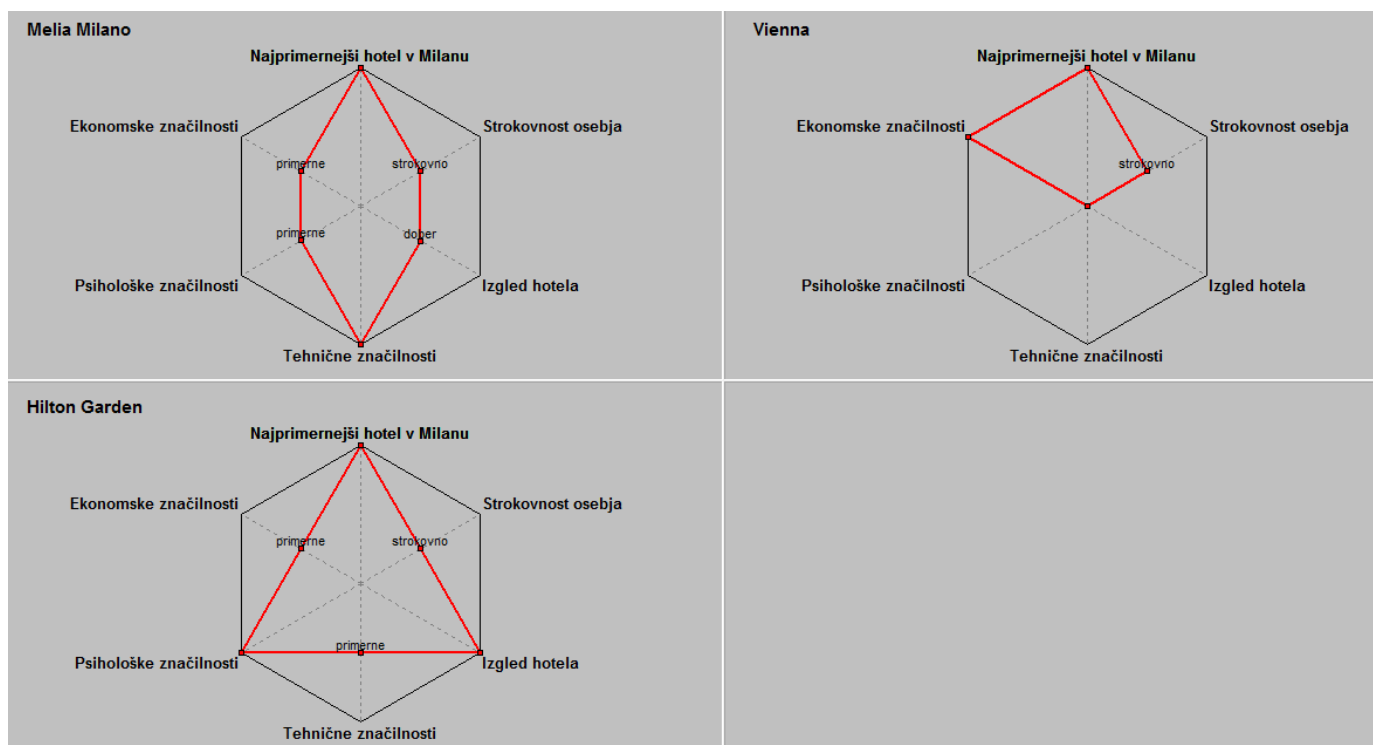 Melia Milano
Najprimernejši hotel v Milanu
Ekonomske značilnosti
Strokovnost osebja
primerne
strokovno
primerne
dober
Psihološke značilnosti
Izgled hotela
Tehnične značilnosti
Vienna
Najprimernejši hotel v Milanu
Ekonomske značilnosti
Strokovnost osebja
strokovno
Psihološke značilnosti
Izgled hotela
Tehnične značilnosti
Hilton Garden
Najprimernejši hotel v Milanu
Ekonomske značilnosti
Strokovnost osebja
primerne
strokovno
primerne
Psihološke značilnosti
Izgled hotela
Tehnične značilnosti